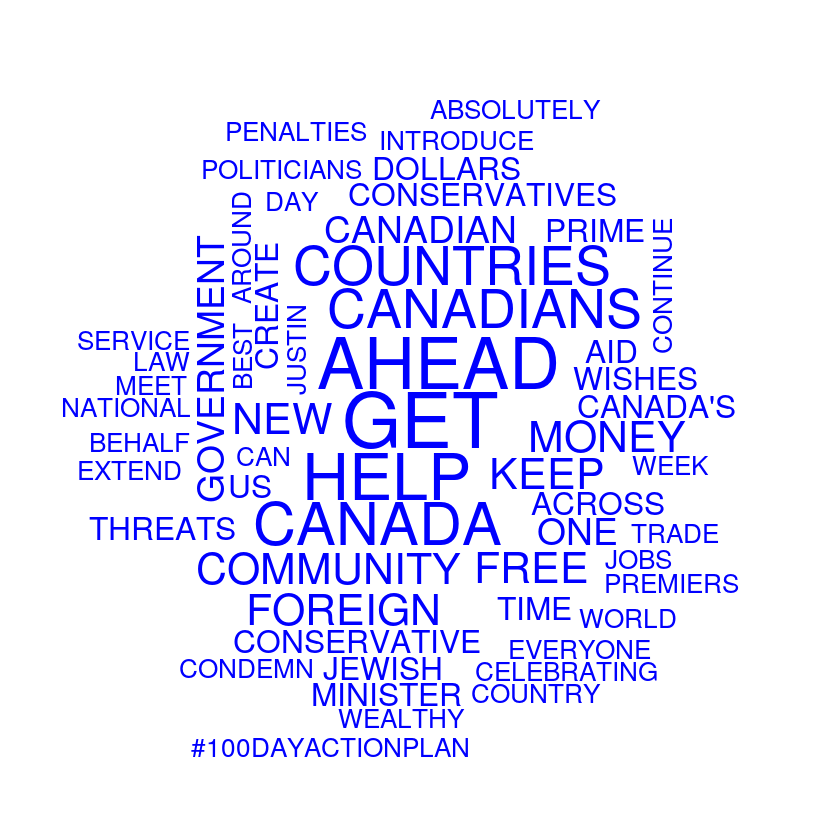 ABSOLUTELY
PENALTIES
INTRODUCE
POLITICIANS
DOLLARS
DAY
CONSERVATIVES
AROUND
CANADIAN
PRIME
CONTINUE
GOVERNMENT
CREATE
COUNTRIES
CANADIANS
JUSTIN
BEST
SERVICE
LAW
AHEAD
AID
MEET
WISHES
NATIONAL
NEW
GET
CANADA'S
BEHALF
MONEY
CAN
EXTEND
US
HELP
KEEP
WEEK
ACROSS
THREATS
CANADA
ONE
TRADE
COMMUNITY
FREE
JOBS
PREMIERS
FOREIGN
TIME
WORLD
CONSERVATIVE
EVERYONE
CONDEMN
JEWISH
CELEBRATING
MINISTER
COUNTRY
WEALTHY
#100DAYACTIONPLAN